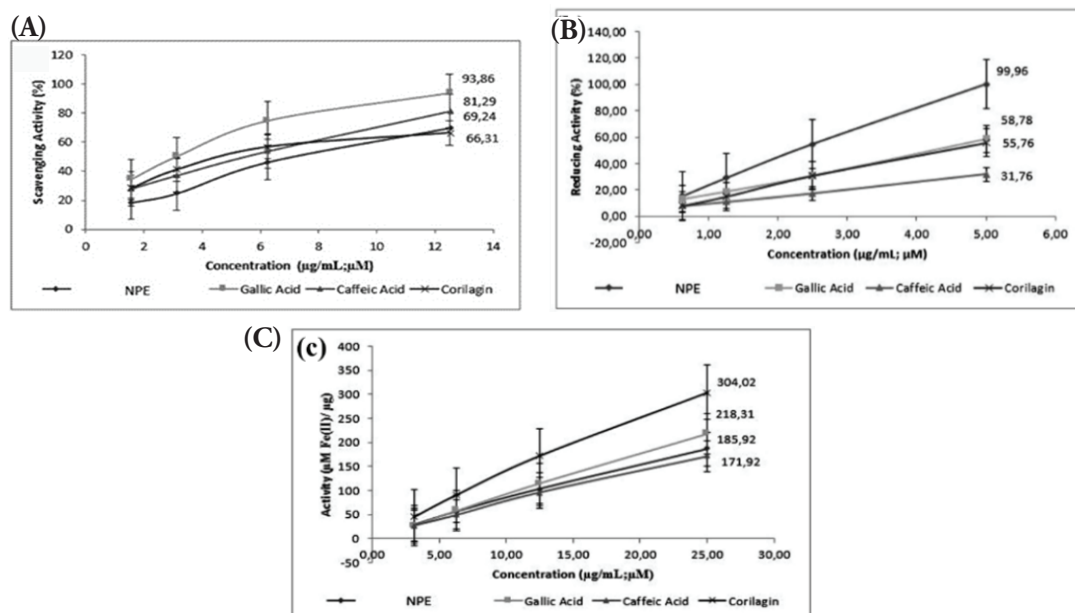 (A)
120
100
80
60
40
20
0
Scavenging Activity (%)
93,86
81,29
69,24
66,31
0 2 4 6 8 10 12 14
Concentration (µg/mL;µM)
NPE Gallic Acid Caffeic Acid Corilagin
(B)
120,00
100,00
80,00
60,00
40,00
20,00
0,00
-20,00
Reducing Activity (%)
99,96
58,78
55,76
31,76
0,00 1,00 2,00 3,00 4,00 5,00 6,00
Concentration (µg/mL; µM)
NPE Gallic Acid Caffeic Acid Corilagin
(C)
(c)
400
350
300
250
200
150
100
50
0
-50
Activity (µM Fe(II)/ µg)
304,02
218,31
185,92
171,92
0,00 5,00 10,00 15,00 20,00 25,00 30,00
Concentration (µg/mL;µM)
NPE Gallic Acid Caffeic Acid Corilagin